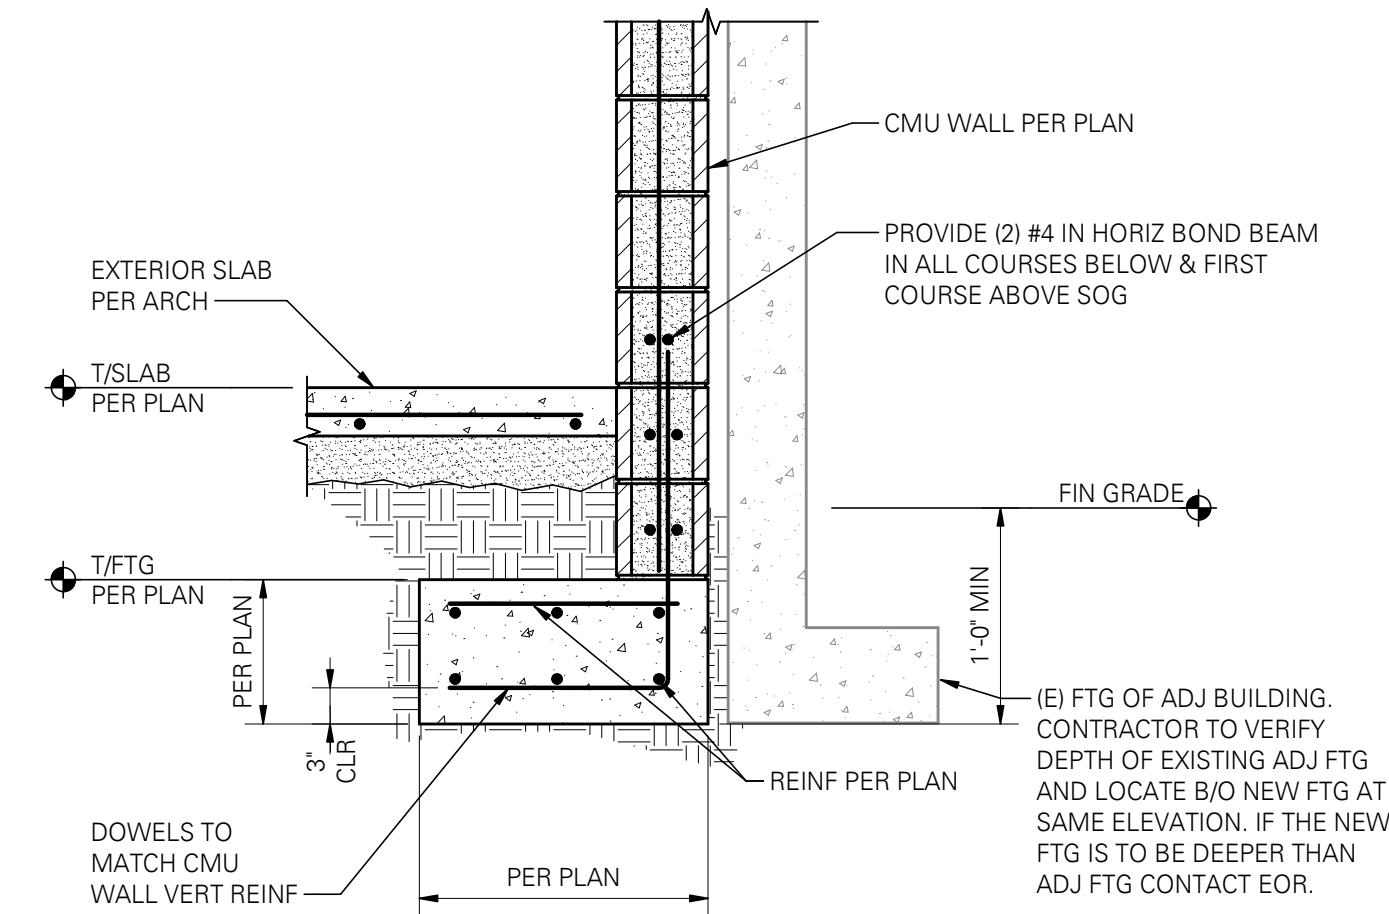 CMU WALL PER PLAN
PROVIDE (2) #4 IN HORIZ BOND BEAM
IN ALL COURSES BELOW & FIRST
COURSE ABOVE SOG
EXTERIOR SLAB
PER ARCH
T/SLAB
PER PLAN
FIN GRADE
T/FTG
PER PLAN
PER PLAN
3"
CLR
1'-0" MIN
(E) FTG OF ADJ BUILDING.
CONTRACTOR TO VERIFY
DEPTH OF EXISTING ADJ FTG
AND LOCATE B/O NEW FTG AT
SAME ELEVATION. IF THE NEW
FTG IS TO BE DEEPER THAN
ADJ FTG CONTACT EOR.
REINF PER PLAN
DOWELS TO
MATCH CMU
WALL VERT REINF
PER PLAN